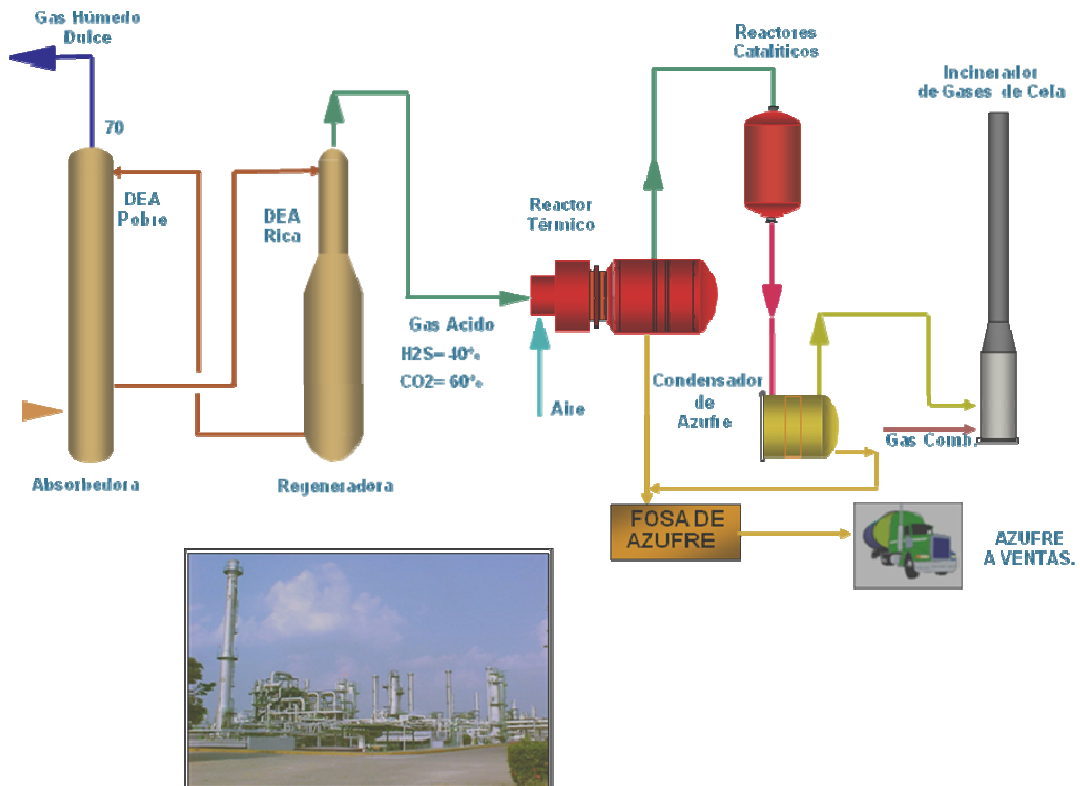 Gas Húmedo
Dulce
70
DEA
Pobre
DEA
Rica
Absorbedora
Regeneradora
Gas Acido
H2S= 40%
CO2= 60%
Reactor
Térmico
Aire
Reactores
Catalíticos
Condensador
de
Azufre
Incinerador
de Gases de Cola
Gas Comb.
FOSA DE
AZUFRE
AZUFRE
A VENTAS.